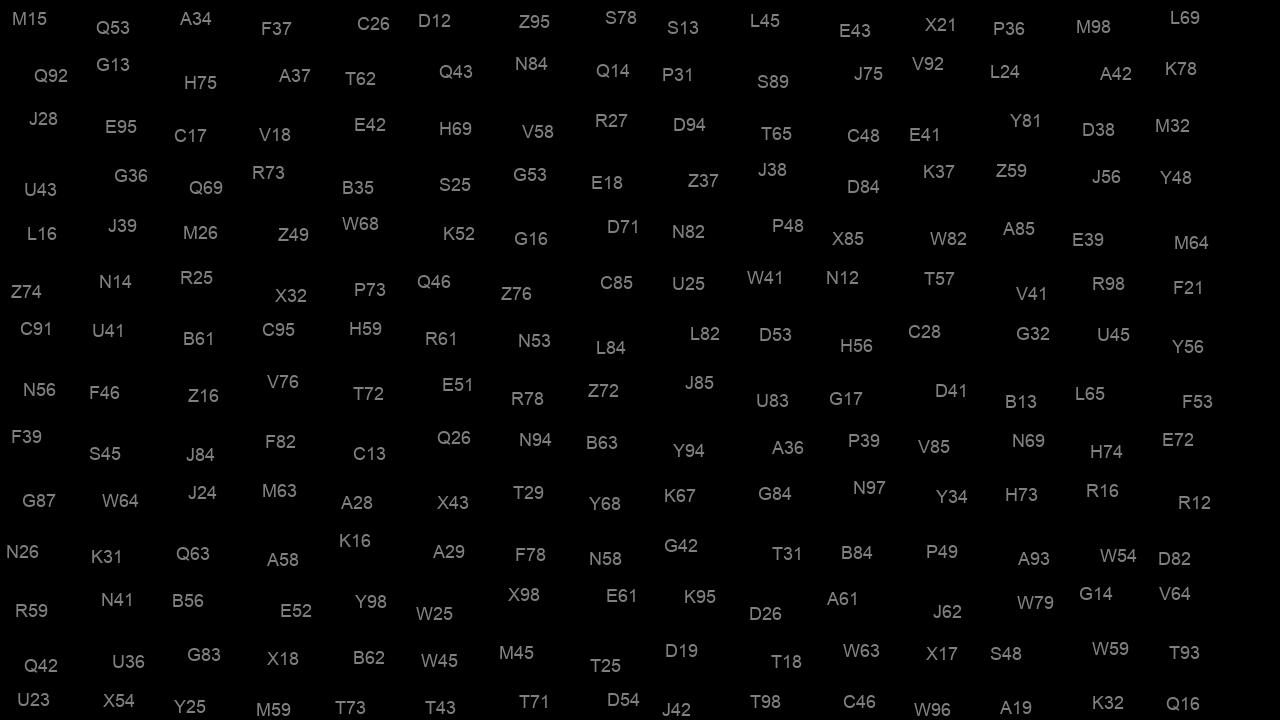 M15 Q53 A34 F37 C26 D12 Z95 S78 S13 L45 E43 X21 P36 M98 L69
Q92 G13 H75 A37 T62 Q43 N84 Q14 P31 S89 J75 V92 L24 A42 K78
J28 E95 C17 V18 E42 H69 V58 R27 D94 T65 C48 E41 Y81 D38 M32
U43 G36 Q69 R73 B35 S25 G53 E18 Z37 J38 D84 K37 Z59 J56 Y48
L16 J39 M26 Z49 W68 K52 G16 D71 N82 P48 X85 W82 A85 E39 M64
Z74 N14 R25 X32 P73 Q46 Z76 C85 U25 W41 N12 T57 V41 R98 F21
C91 U41 B61 C95 H59 R61 N53 L84 L82 D53 H56 C28 G32 U45 Y56
N56 F46 Z16 V76 T72 E51 R78 Z72 J85 U83 G17 D41 B13 L65 F53
F39 S45 J84 F82 C13 Q26 N94 B63 Y94 A36 P39 V85 N69 H74 E72
G87 W64 J24 M63 A28 X43 T29 Y68 K67 G84 N97 Y34 H73 R16 R12
N26 K31 Q63 A58 K16 A29 F78 N58 G42 T31 B84 P49 A93 W54 D82
R59 N41 B56 E52 Y98 W25 X98 E61 K95 D26 A61 J62 W79 G14 V64
Q42 U36 G83 X18 B62 W45 M45 T25 D19 T18 W63 X17 S48 W59 T93
U23 X54 Y25 M59 T73 T43 T71 D54 J42 T98 C46 W96 A19 K32 Q16